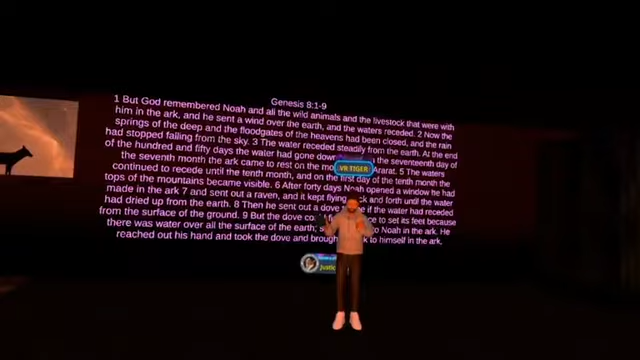 Genesis 8:1-9
1 But God remembered Noah and all the wild animals and the livestock that were with
him in the ark, and he sent a wind over the earth, and the waters receded. 2 Now the
springs of the deep and the floodgates of the heavens had been closed, and the rain
had stopped falling from the sky. 3 The water receded steadily from the earth. At the end
of the hundred and fifty days the water had gone down the seventeenth day of
the seventh month the ark came to rest on the Ararat. 5 The waters
continued to recede until the tenth month, and on the first day of the tenth month the
tops of the mountains became visible. 6 After forty days Noah opened a window he had
made in the ark 7 and sent out a raven, and it kept flying back and forth until the water
had dried up from the earth. 8 Then he sent out a dove to see if the water had receded
from the surface of the ground. 9 But the dove to set its feet because
there was water over all the surface of the earth; to Noah in the ark. He
reached out his hand and took the dove and brought to himself in the ark.
VR TIGER